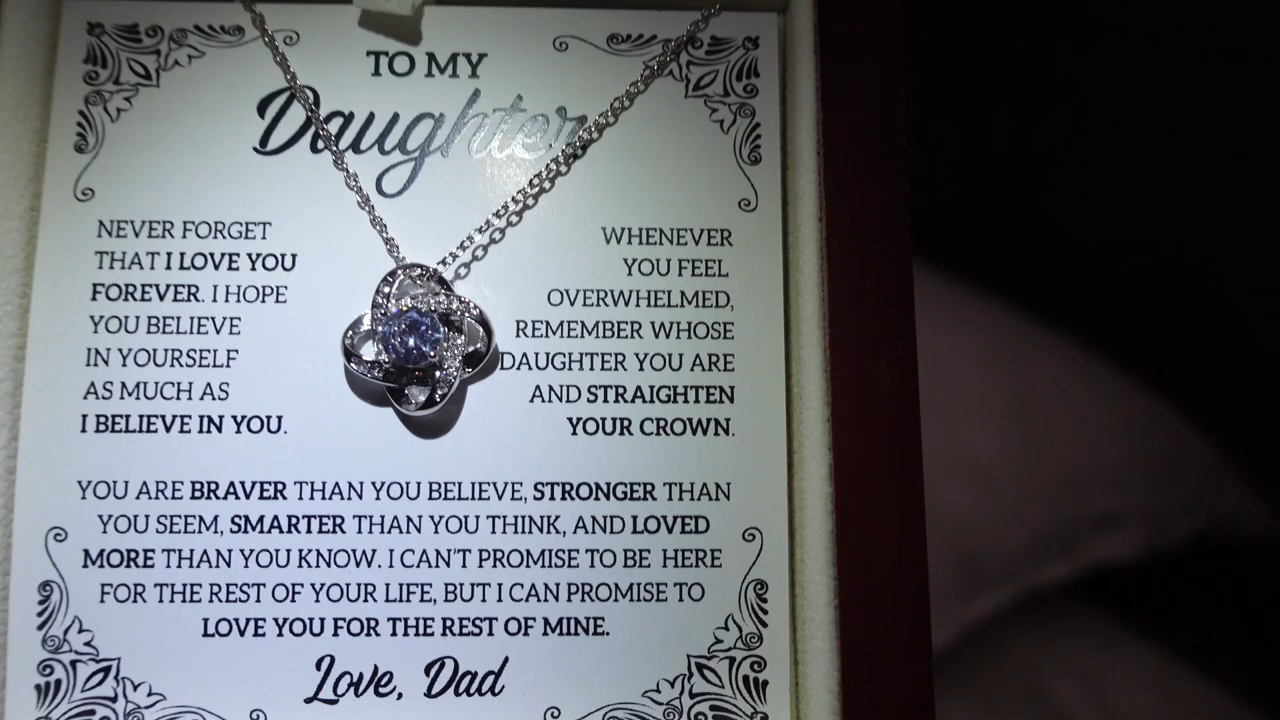 TO MY
Daughter
NEVER FORGET
THAT I LOVE YOU
FOREVER. I HOPE
YOU BELIEVE
IN YOURSELF
AS MUCH AS
I BELIEVE IN YOU.
WHENEVER
YOU FEEL
OVERWHELMED,
REMEMBER WHOSE
DAUGHTER YOU ARE
AND STRAIGHTEN
YOUR CROWN.
YOU ARE BRAVER THAN YOU BELIEVE, STRONGER THAN
YOU SEEM, SMARTER THAN YOU THINK, AND LOVED
MORE THAN YOU KNOW. I CAN'T PROMISE TO BE HERE
FOR THE REST OF YOUR LIFE, BUT I CAN PROMISE TO
LOVE YOU FOR THE REST OF MINE.
Love, Dad